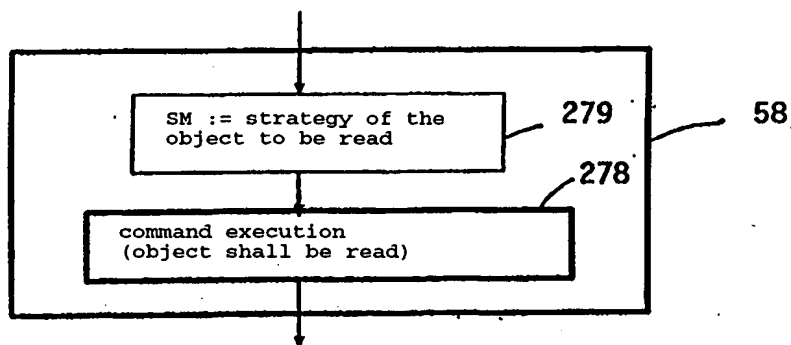 SM := strategy of the
object to be read
279
58
278
command execution
(object shall be read)